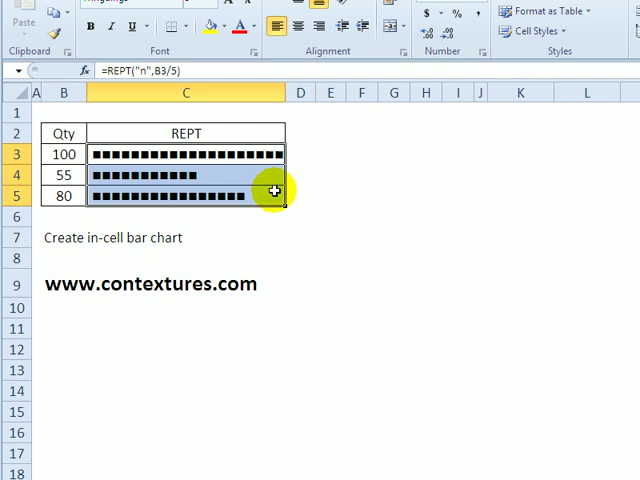 Paste
Format as Table
Cell Styles
B I U
$ % ,
Clipboard
Font
Alignment
Number
fx =REPT("n",B3/5)
A B C D E F G H I J K L
1
2 Qty REPT
3 100 ■■■■■■■■■■■■■■■■■■■■
4 55 ■■■■■■■■■■■
5 80 ■■■■■■■■■■■■■■■■
6
7 Create in-cell bar chart
8
9 www.contextures.com
10
11
12
13
14
15
16
17
18